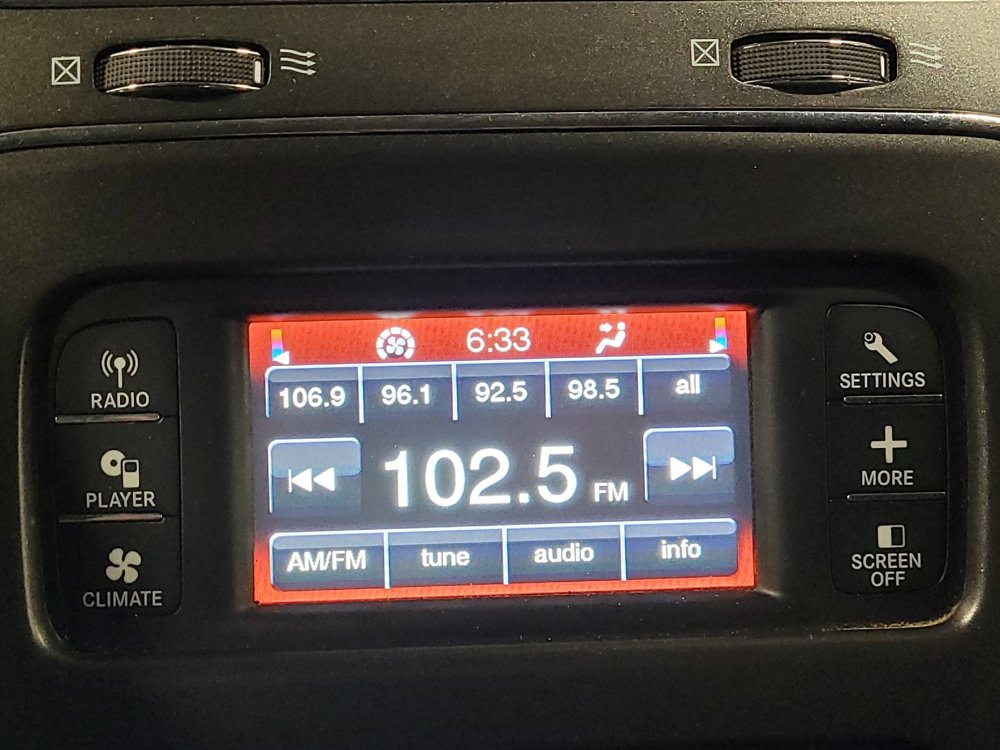 6:33
106.9 96.1 92.5 98.5 all
102.5 FM
AM/FM tune audio info
RADIO
PLAYER
CLIMATE
SETTINGS
MORE
SCREEN
OFF